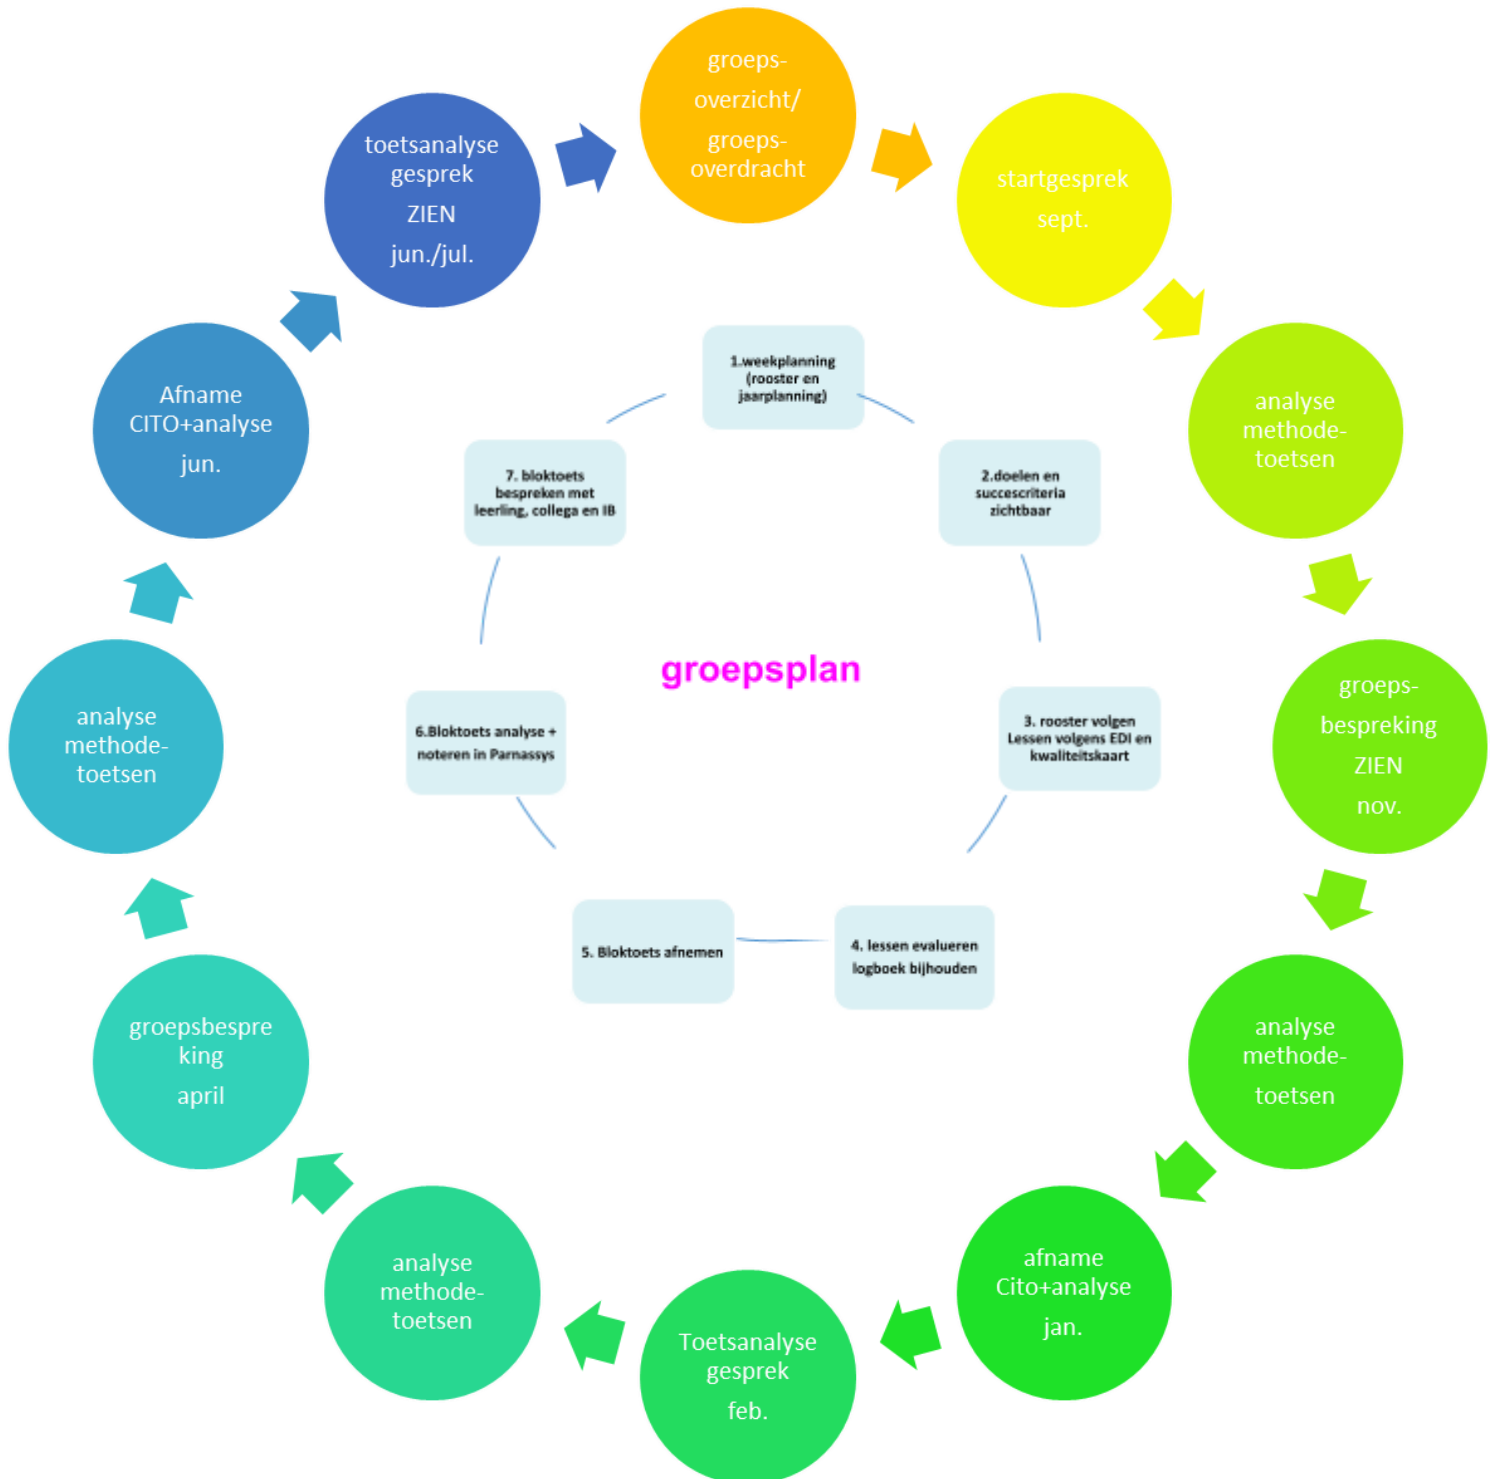 groeps-
overzicht/
groeps-
overdracht
startgesprek
sept.
analyse
methode-
toetsen
groeps-
bespreking
ZIEN
nov.
analyse
methode-
toetsen
afname
Cito+analyse
jan.
Toetsanalyse
gesprek
feb.
analyse
methode-
toetsen
groepsbespre
king
april
analyse
methode-
toetsen
Afname
CITO+analyse
jun.
toetsanalyse
gesprek
ZIEN
jun./jul.
1.weekplanning
(rooster en
jaarplanning)
2.doelen en
succescriteria
zichtbaar
3. rooster volgen
Lessen volgens EDI en
kwaliteitskaart
4. lessen evalueren
logboek bijhouden
5. Bloktoets afnemen
6.Bloktoets analyse +
noteren in Parnassys
7. bloktoets
bespreken met
leerling, collega en IB
groepsplan